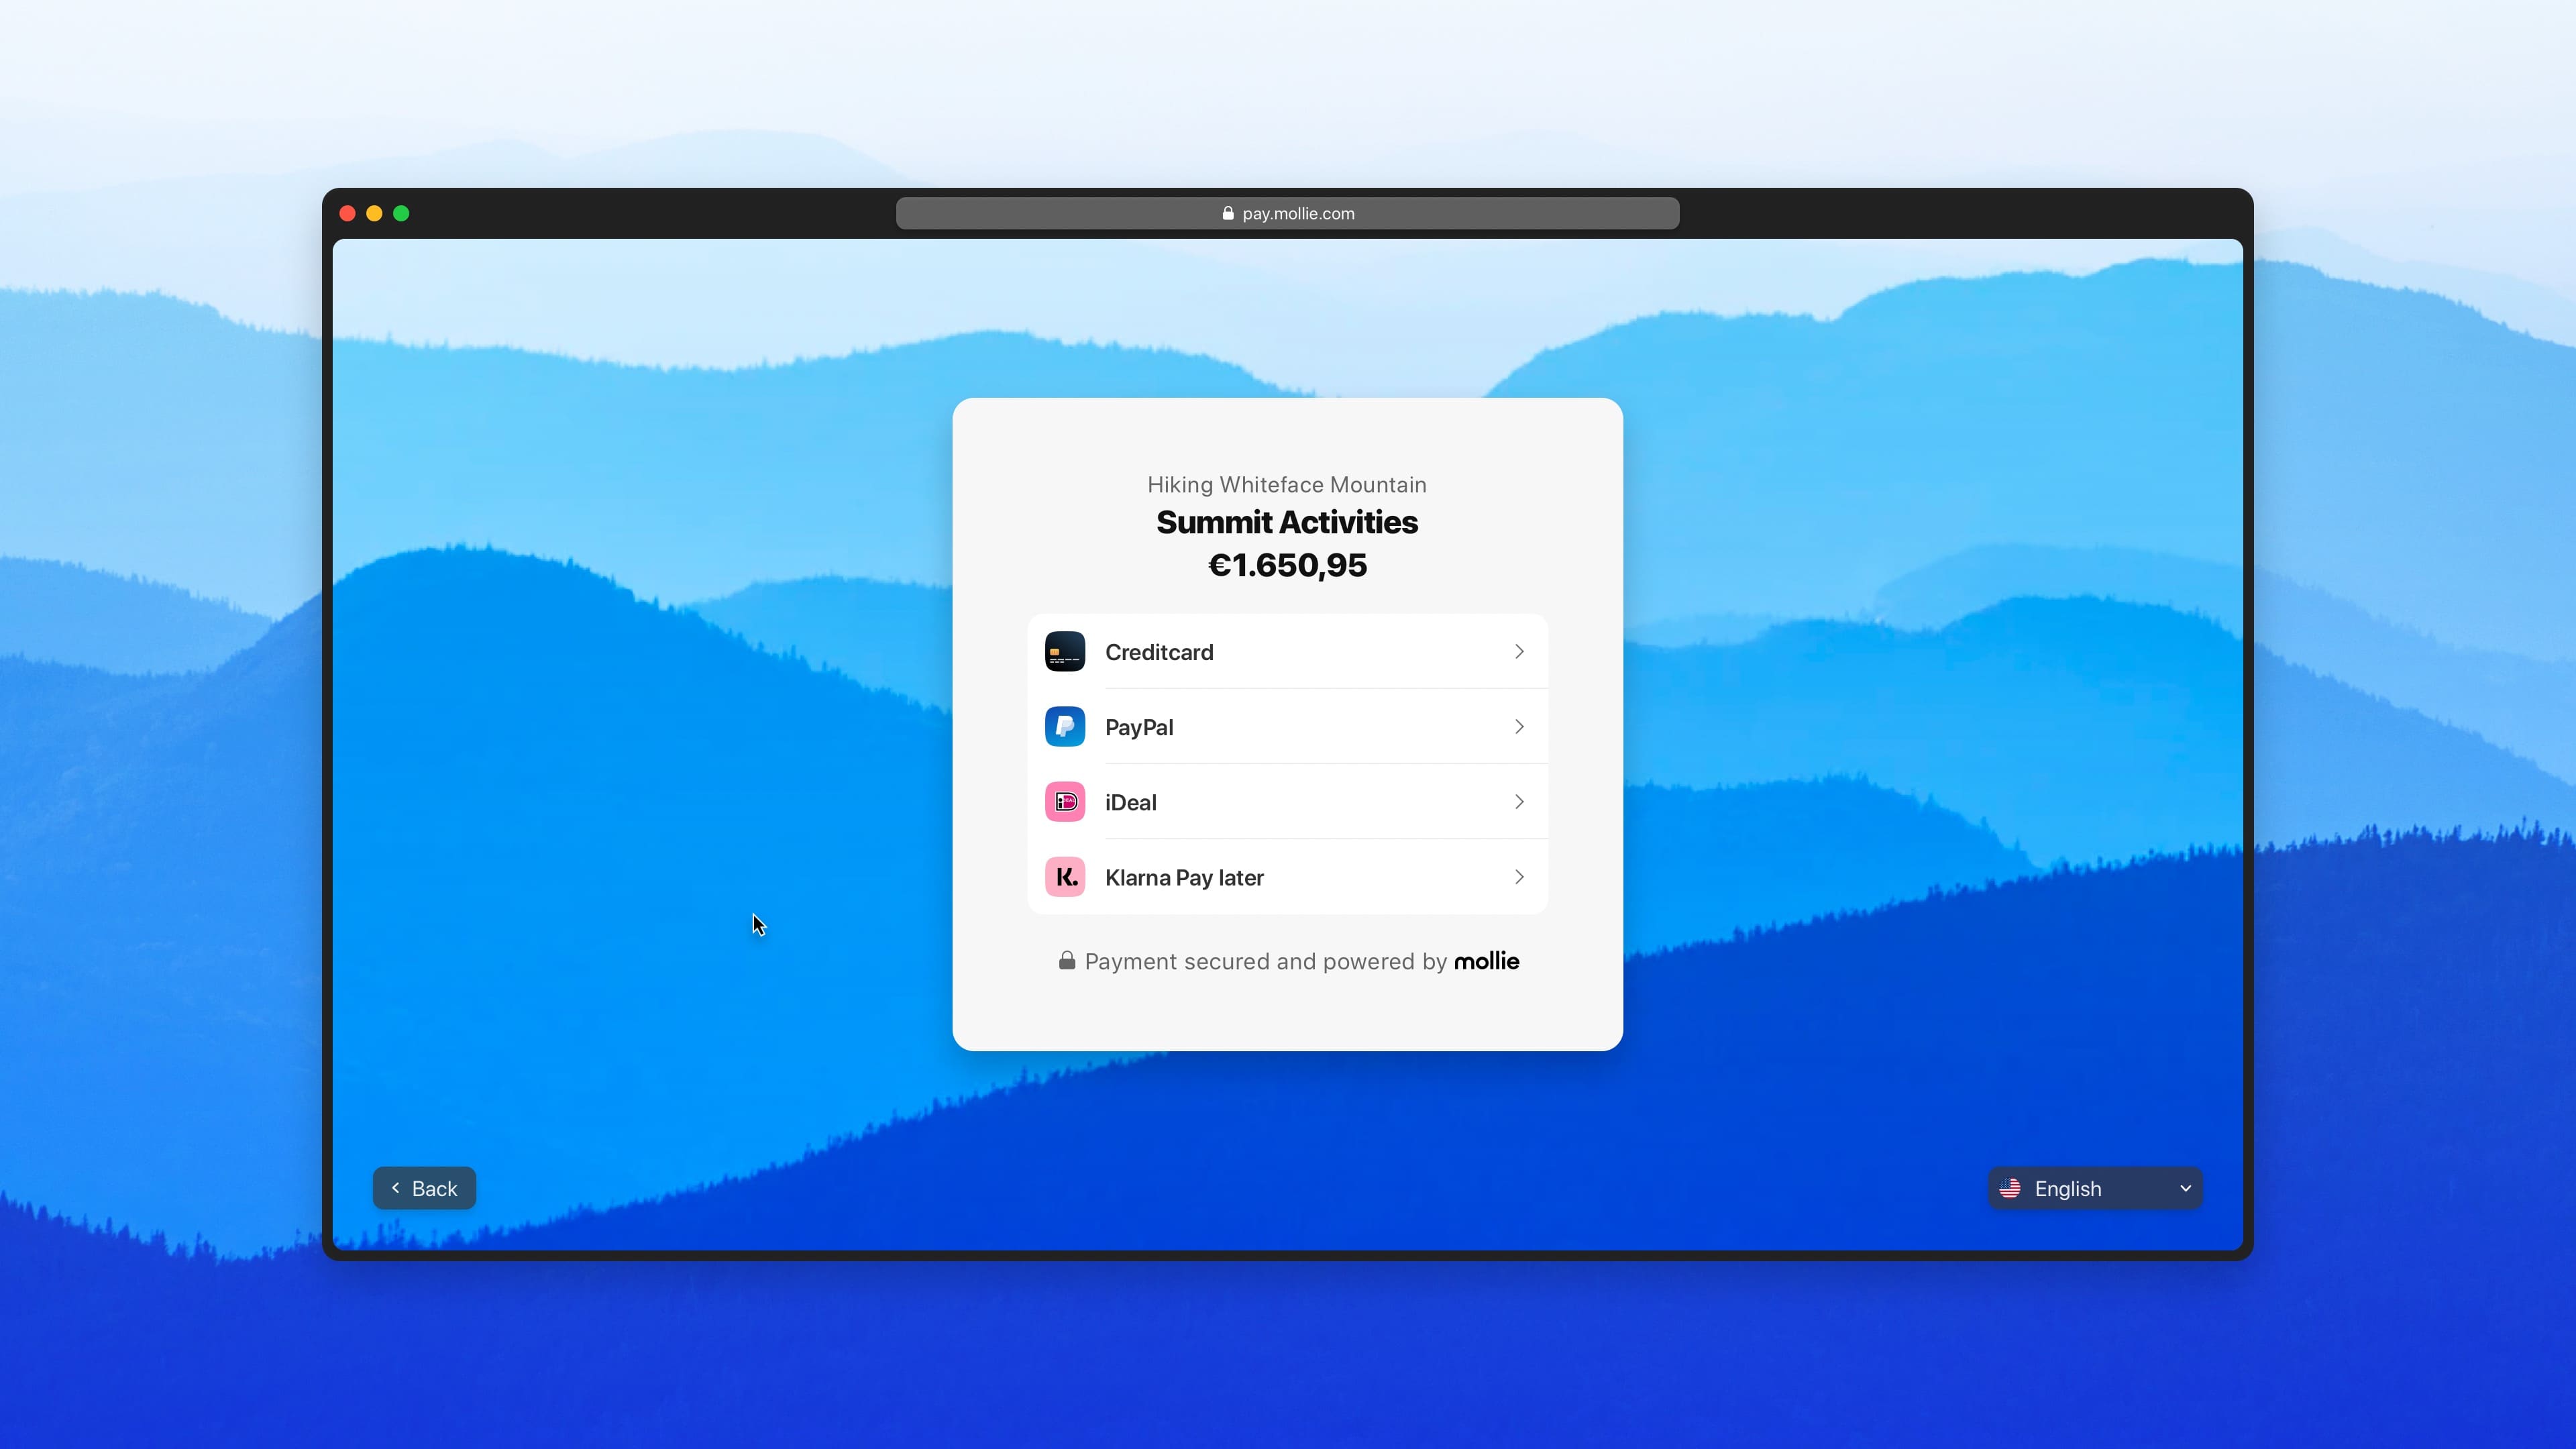 pay.mollie.com
Hiking Whiteface Mountain
Summit Activities
€1.650,95
Creditcard
PayPal
iDeal
Klarna Pay later
Payment secured and powered by mollie
Back
English